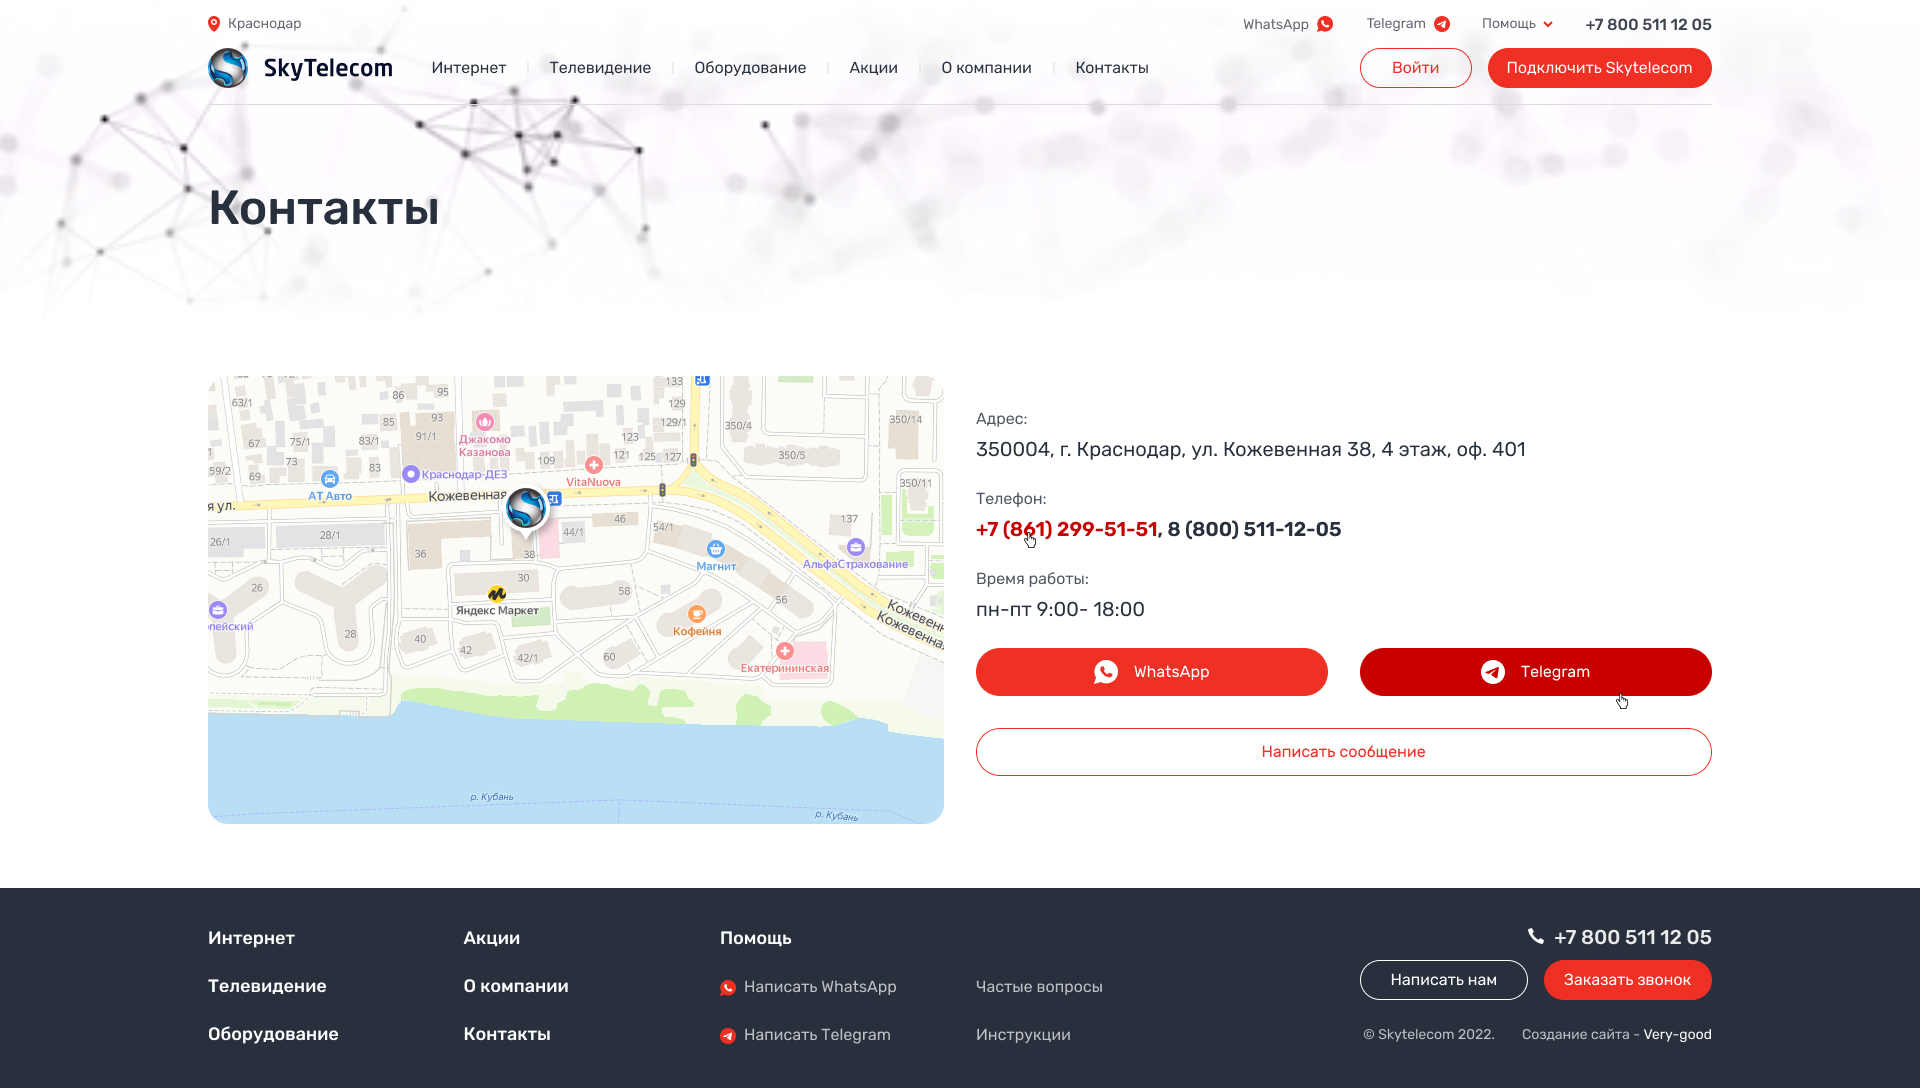 Краснодар
WhatsApp
Telegram
Помощь
+7 800 511 12 05
SkyTelecom
Интернет
Телевидение
Оборудование
Акции
О компании
Контакты
Войти
Подключить Skytelecom
Контакты
133
86
95
63/1
129
85
93
129/1
350/4
350/14
91/1
Джакомо
Казанова
67
75/1
83/1
123
121
125
127
350/5
109
73
83
59/2
69
Краснодар-ДЕЗ
VitaNuova
350/11
АТ Авто
Кожевенная
я ул.
46
137
26/1
28/1
44/1
54/1
36
38
Магнит
АльфаСтрахование
30
26
58
56
Яндекс Маркет
Кожевенн
Кожевенна
пейский
28
Кофейня
40
42
42/1
60
Екатерининская
р. Кубань
р. Кубань
Адрес:
350004, г. Краснодар, ул. Кожевенная 38, 4 этаж, оф. 401
Телефон:
+7 (861) 299-51-51, 8 (800) 511-12-05
Время работы:
пн-пт 9:00- 18:00
WhatsApp
Telegram
Написать сообщение
Интернет
Акции
Помощь
+7 800 511 12 05
Телевидение
О компании
Написать WhatsApp
Частые вопросы
Написать нам
Заказать звонок
Оборудование
Контакты
Написать Telegram
Инструкции
© Skytelecom 2022.
Создание сайта - Very-good